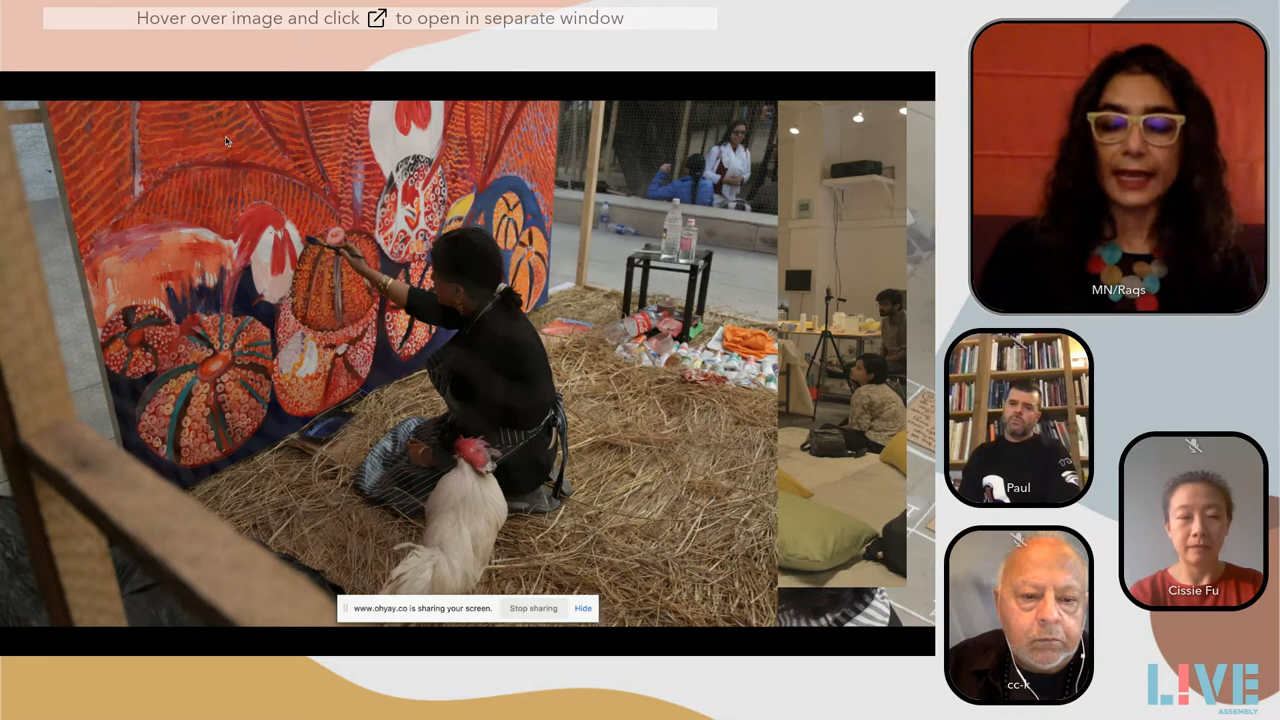 Hover over image and click to open in separate window
MN/Raqs
Paul
Cissie Fu
cc-k
www.ohyay.co is sharing your screen. Stop sharing Hide
L!VE
ASSEMBLY